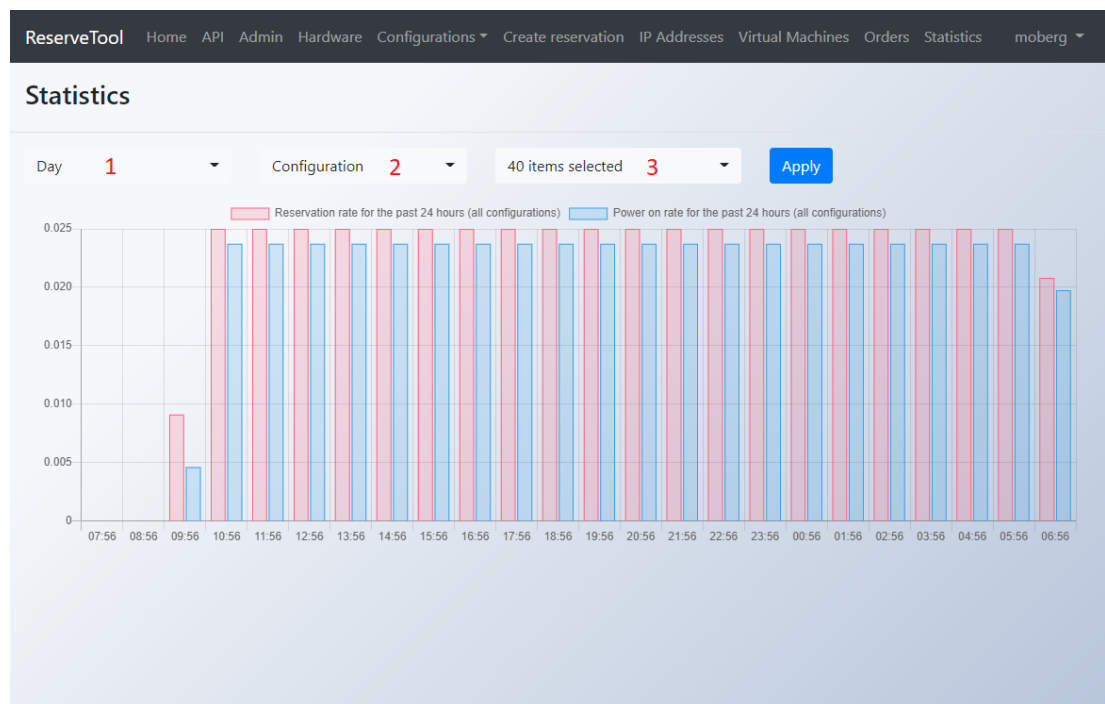 ReserveTool Home API Admin Hardware Configurations Create reservation IP Addresses Virtual Machines Orders Statistics moberg
Statistics
Day 1 Configuration 2 40 items selected 3 Apply
Reservation rate for the past 24 hours (all configurations) Power on rate for the past 24 hours (all configurations)
0.025
0.020
0.015
0.010
0.005
0
07:56 08:56 09:56 10:56 11:56 12:56 13:56 14:56 15:56 16:56 17:56 18:56 19:56 20:56 21:56 22:56 23:56 00:56 01:56 02:56 03:56 04:56 05:56 06:56